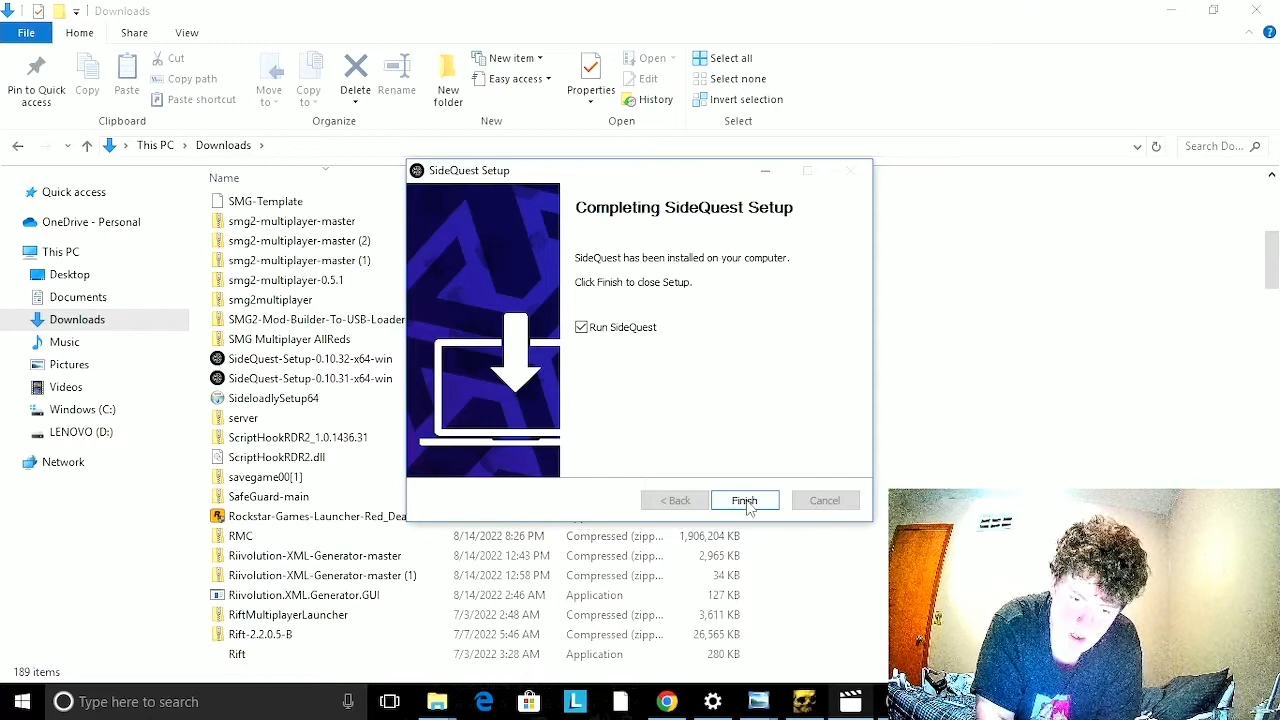 Downloads
File
Home
Share
View
Pin to Quick access
Copy
Paste
Cut
Copy path
Paste shortcut
Move to
Copy to
Delete
Rename
New folder
New item
Easy access
Properties
Open
Edit
History
Select all
Select none
Invert selection
Clipboard
Organize
New
Open
Select
This PC
Downloads
Search Do...
Quick access
OneDrive - Personal
This PC
Desktop
Documents
Downloads
Music
Pictures
Videos
Windows (C:)
LENOVO (D:)
Network
Name
SMG-Template
smg2-multiplayer-master
smg2-multiplayer-master (2)
smg2-multiplayer-master (1)
smg2-multiplayer-0.5.1
smg2multiplayer
SMG2-Mod-Builder-To-USB-Loader
SMG Multiplayer AllReds
SideQuest-Setup-0.10.32-x64-win
SideQuest-Setup-0.10.31-x64-win
SideloadlySetup64
server
ScriptHookRDR2_1.0.1436.31
ScriptHookRDR2.dll
savegame00[1]
SafeGuard-main
Rockstar-Games-Launcher-Red_Dea
RMC 8/14/2022 8:26 PM Compressed (zipp... 1,906,204 KB
Riivolution-XML-Generator-master 8/14/2022 12:43 PM Compressed (zipp... 2,965 KB
Riivolution-XML-Generator-master (1) 8/14/2022 12:58 PM Compressed (zipp... 34 KB
Riivolution.XML.Generator.GUI 8/14/2022 2:46 AM Application 127 KB
RiftMultiplayerLauncher 7/3/2022 2:48 AM Compressed (zipp... 3,611 KB
Rift-2.2.0.5-B 7/7/2022 5:46 AM Compressed (zipp... 26,565 KB
Rift 7/3/2022 3:28 AM Application 280 KB
SideQuest Setup
Completing SideQuest Setup
SideQuest has been installed on your computer.
Click Finish to close Setup.
Run SideQuest
< Back
Finish
Cancel
189 items
Type here to search
L